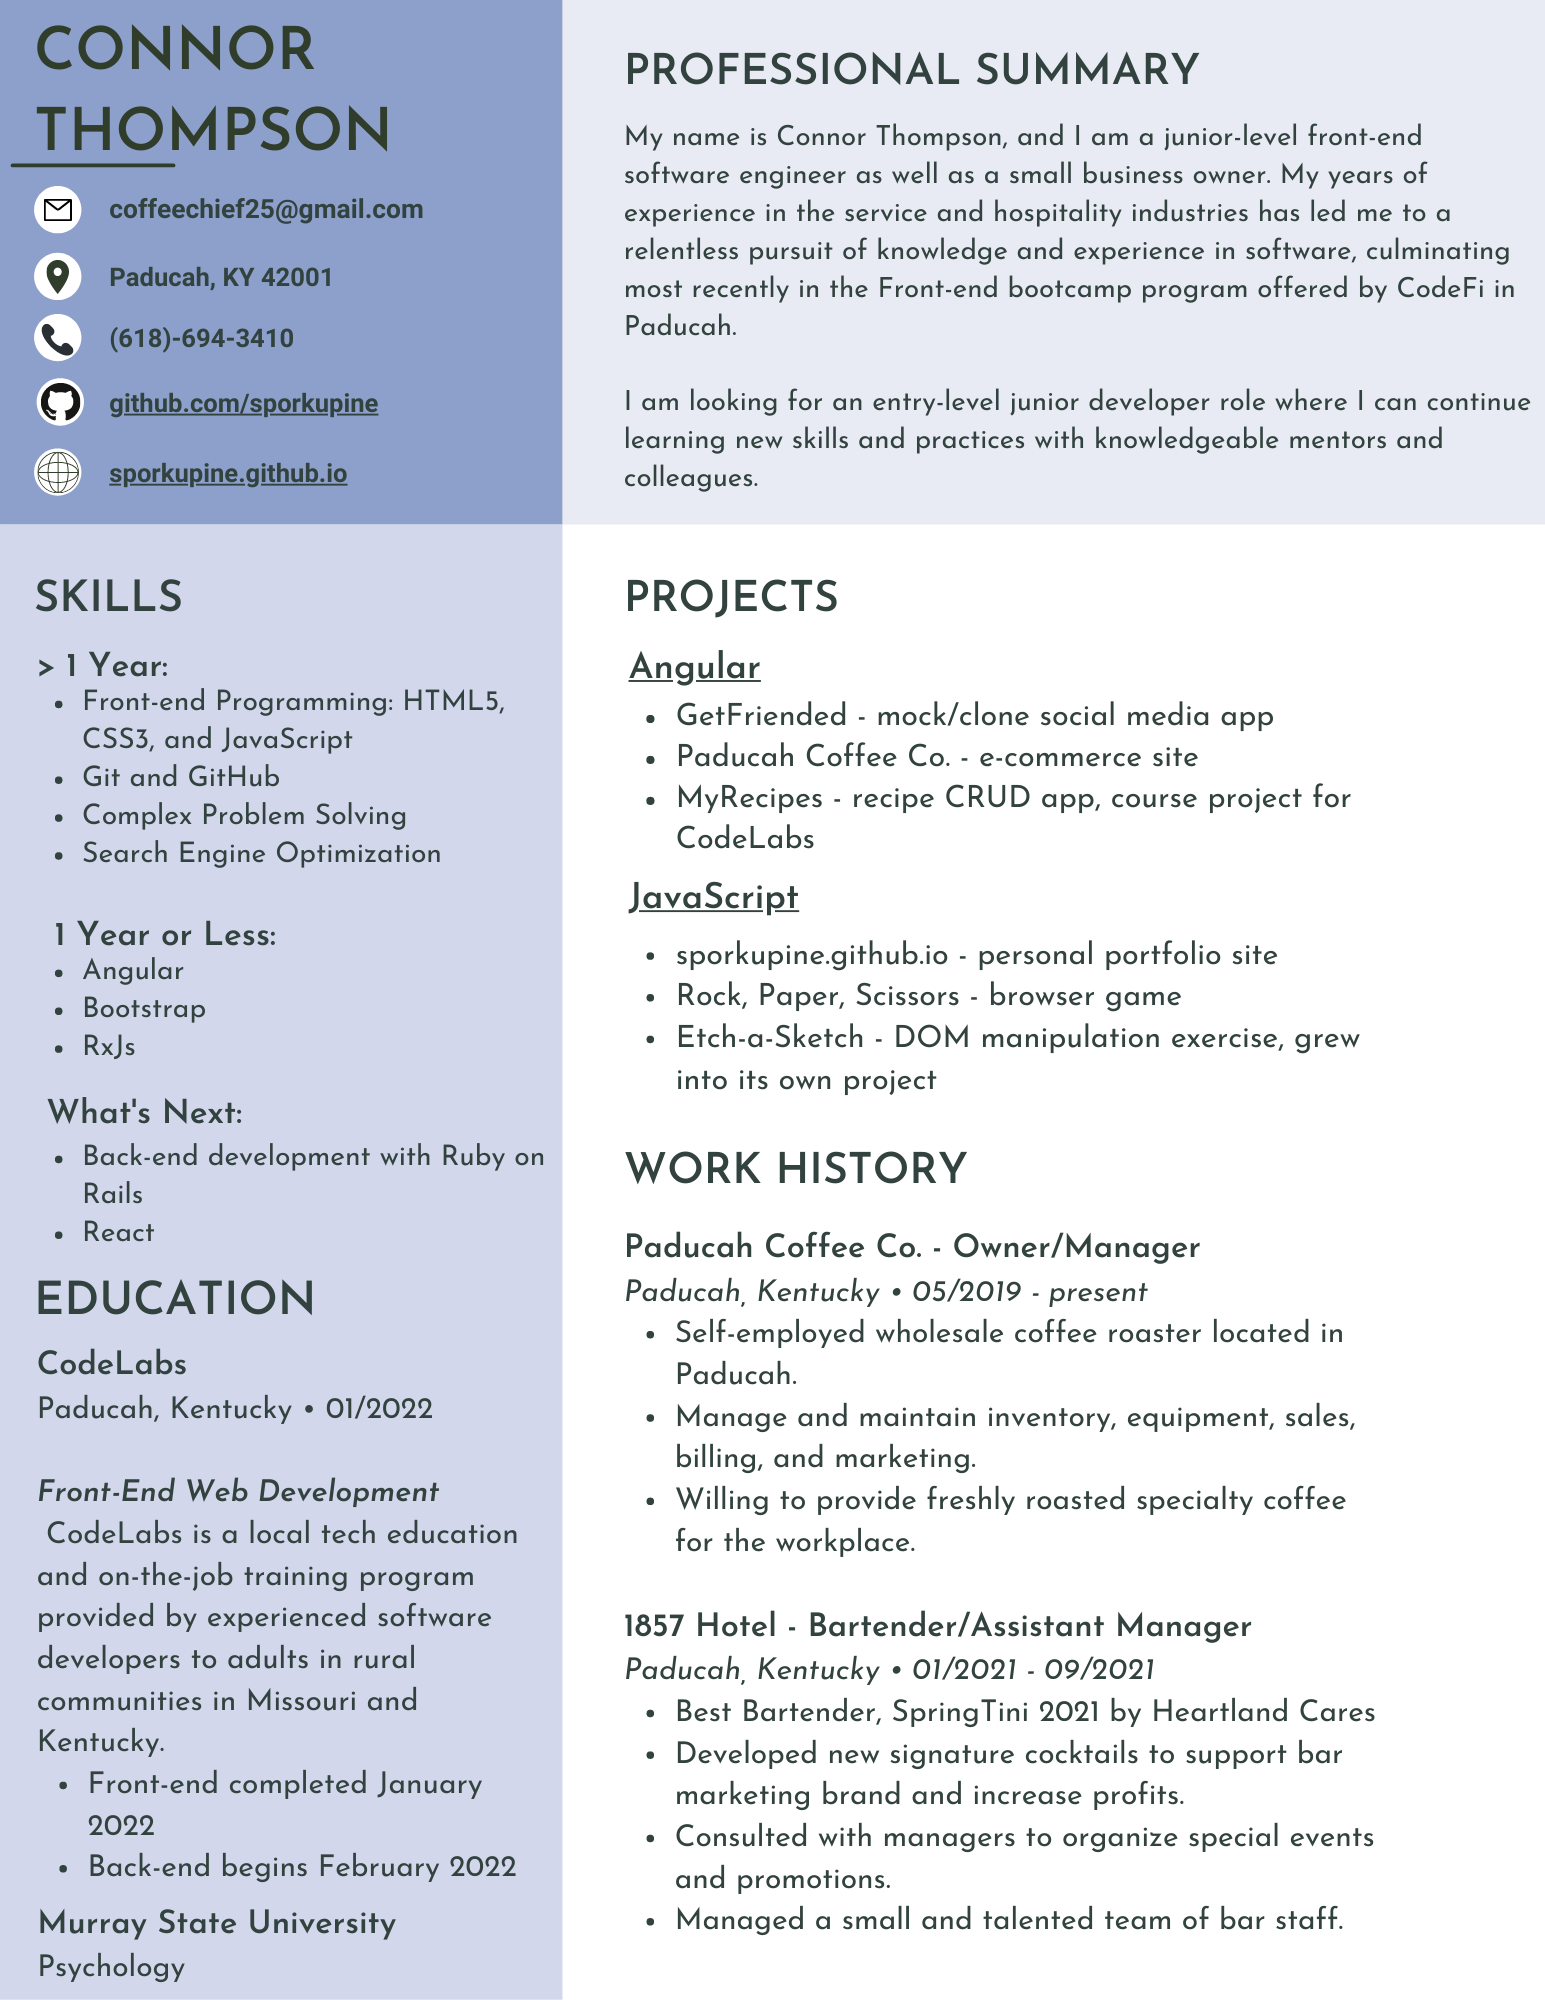 CONNOR
THOMPSON
coffeechief25@gmail.com
Paducah, KY 42001
(618)-694-3410
github.com/sporkupine
sporkupine.github.io
PROFESSIONAL SUMMARY
My name is Connor Thompson, and I am a junior-level front-end
software engineer as well as a small business owner. My years of
experience in the service and hospitality industries has led me to a
relentless pursuit of knowledge and experience in software, culminating
most recently in the Front-end bootcamp program offered by CodeFi in
Paducah.
I am looking for an entry-level junior developer role where I can continue
learning new skills and practices with knowledgeable mentors and
colleagues.
SKILLS
> 1 Year:
• Front-end Programming: HTML5,
CSS3, and JavaScript
• Git and GitHub
• Complex Problem Solving
• Search Engine Optimization
1 Year or Less:
• Angular
• Bootstrap
• RxJs
What's Next:
• Back-end development with Ruby on
Rails
• React
EDUCATION
CodeLabs
Paducah, Kentucky • 01/2022
Front-End Web Development
CodeLabs is a local tech education
and on-the-job training program
provided by experienced software
developers to adults in rural
communities in Missouri and
Kentucky.
• Front-end completed January
2022
• Back-end begins February 2022
Murray State University
Psychology
PROJECTS
Angular
• GetFriended - mock/clone social media app
• Paducah Coffee Co. - e-commerce site
• MyRecipes - recipe CRUD app, course project for
CodeLabs
JavaScript
• sporkupine.github.io - personal portfolio site
• Rock, Paper, Scissors - browser game
• Etch-a-Sketch - DOM manipulation exercise, grew
into its own project
WORK HISTORY
Paducah Coffee Co. - Owner/Manager
Paducah, Kentucky • 05/2019 - present
• Self-employed wholesale coffee roaster located in
Paducah.
• Manage and maintain inventory, equipment, sales,
billing, and marketing.
• Willing to provide freshly roasted specialty coffee
for the workplace.
1857 Hotel - Bartender/Assistant Manager
Paducah, Kentucky • 01/2021 - 09/2021
• Best Bartender, SpringTini 2021 by Heartland Cares
• Developed new signature cocktails to support bar
marketing brand and increase profits.
• Consulted with managers to organize special events
and promotions.
• Managed a small and talented team of bar staff.